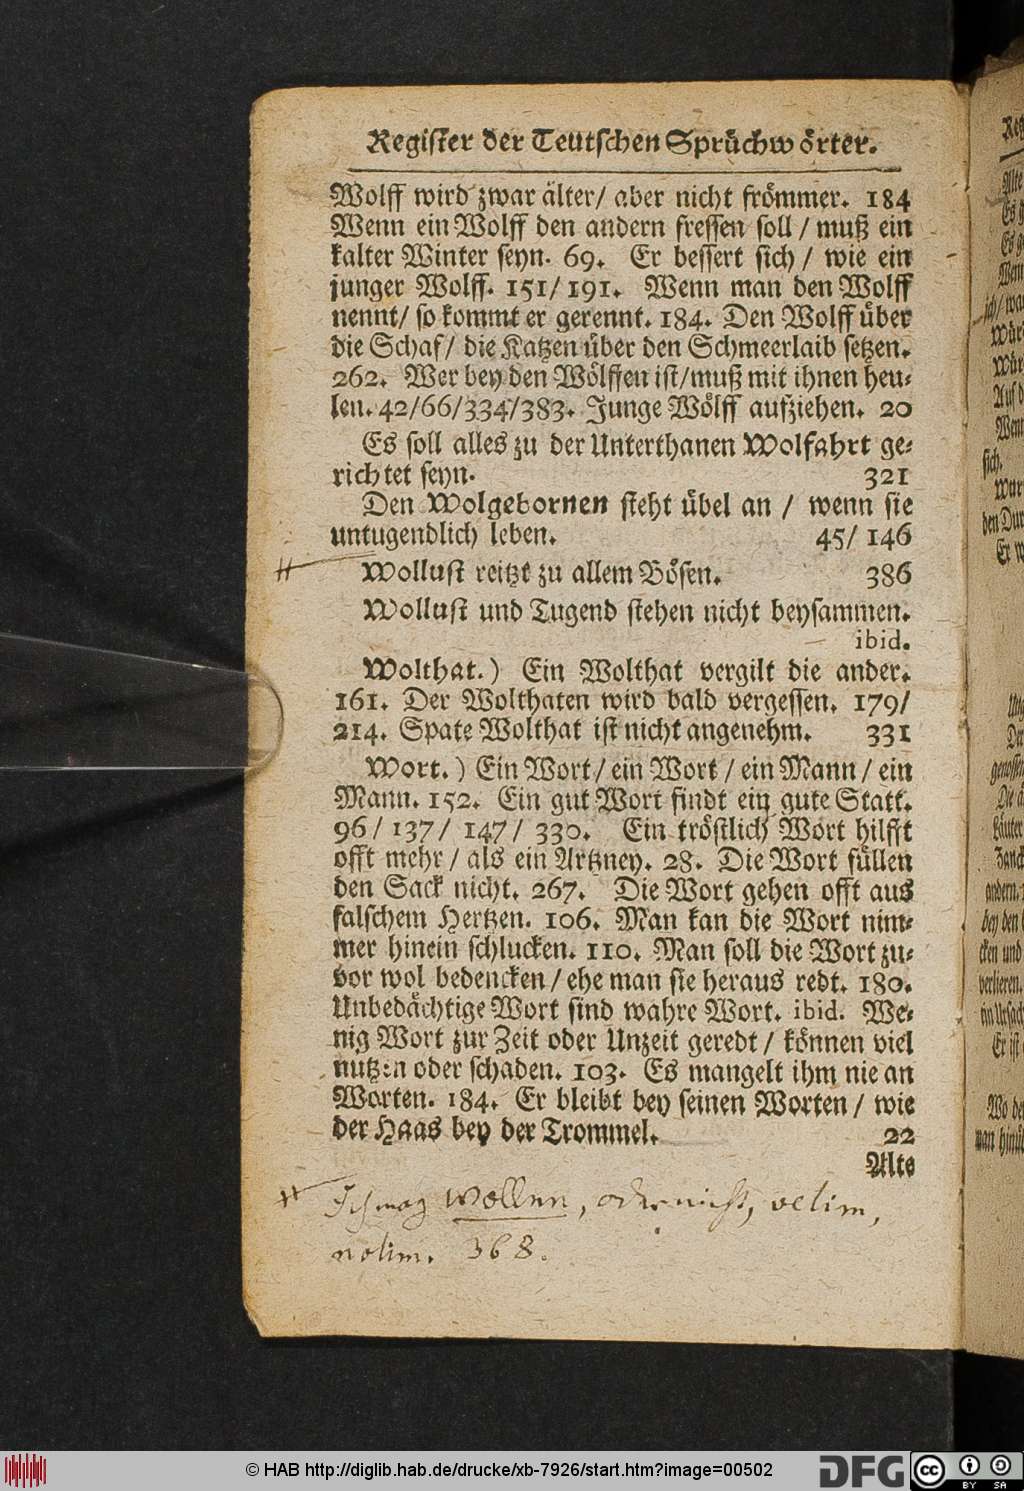 Register der Teutschen Sprüchwörter.
Wolff wird zwar älter/ aber nicht frömmer. 184
Wenn ein Wolff den andern fressen soll / muß ein
kalter Winter seyn. 69. Er bessert sich / wie ein
junger Wolff. 151/191. Wenn man den Wolff
nennt/ so kommt er gerennt. 184. Den Wolff über
die Schaf/ die Katzen über den Schmeerlaib setzen.
262. Wer bey den Wölffen ist/muß mit ihnen heu-
len. 42/66/334/383. Junge Wölff aufziehen. 20
Es soll alles zu der Unterthanen Wolfahrt ge-
richtet seyn. 321
Den Wolgebornen steht übel an / wenn sie
untugendlich leben. 45/ 146
Wollust reitzt zu allem Bösen. 386
Wollust und Tugend stehen nicht beysammen.
ibid.
Wolthat.) Ein Wolthat vergilt die ander.
161. Der Wolthaten wird bald vergessen. 179/
214. Spate Wolthat ist nicht angenehm. 331
Wort.) Ein Wort/ ein Wort / ein Mann/ ein
Mann. 152. Ein gut Wort findt ein gute Statt.
96/ 137/ 147/ 330. Ein tröstlich Wort hilfft
offt mehr/ als ein Artzney. 28. Die Wort füllen
den Sack nicht. 267. Die Wort gehen offt aus
falschem Hertzen. 106. Man kan die Wort nim-
mer hinein schlucken. 110. Man soll die Wort zu-
vor wol bedencken/ ehe man sie heraus redt. 180.
Unbedächtige Wort sind wahre Wort. ibid. We-
nig Wort zur Zeit oder Unzeit geredt/ können viel
nutzen oder schaden. 103. Es mangelt ihm nie an
Worten. 184. Er bleibt bey seinen Worten/ wie
der Haas bey der Trommel. 22
Alte
Ich mag wollen, oder nicht, velim,
nolim. 368.
© HAB http://diglib.hab.de/drucke/xb-7926/start.htm?image=00502
DFG
cc BY SA